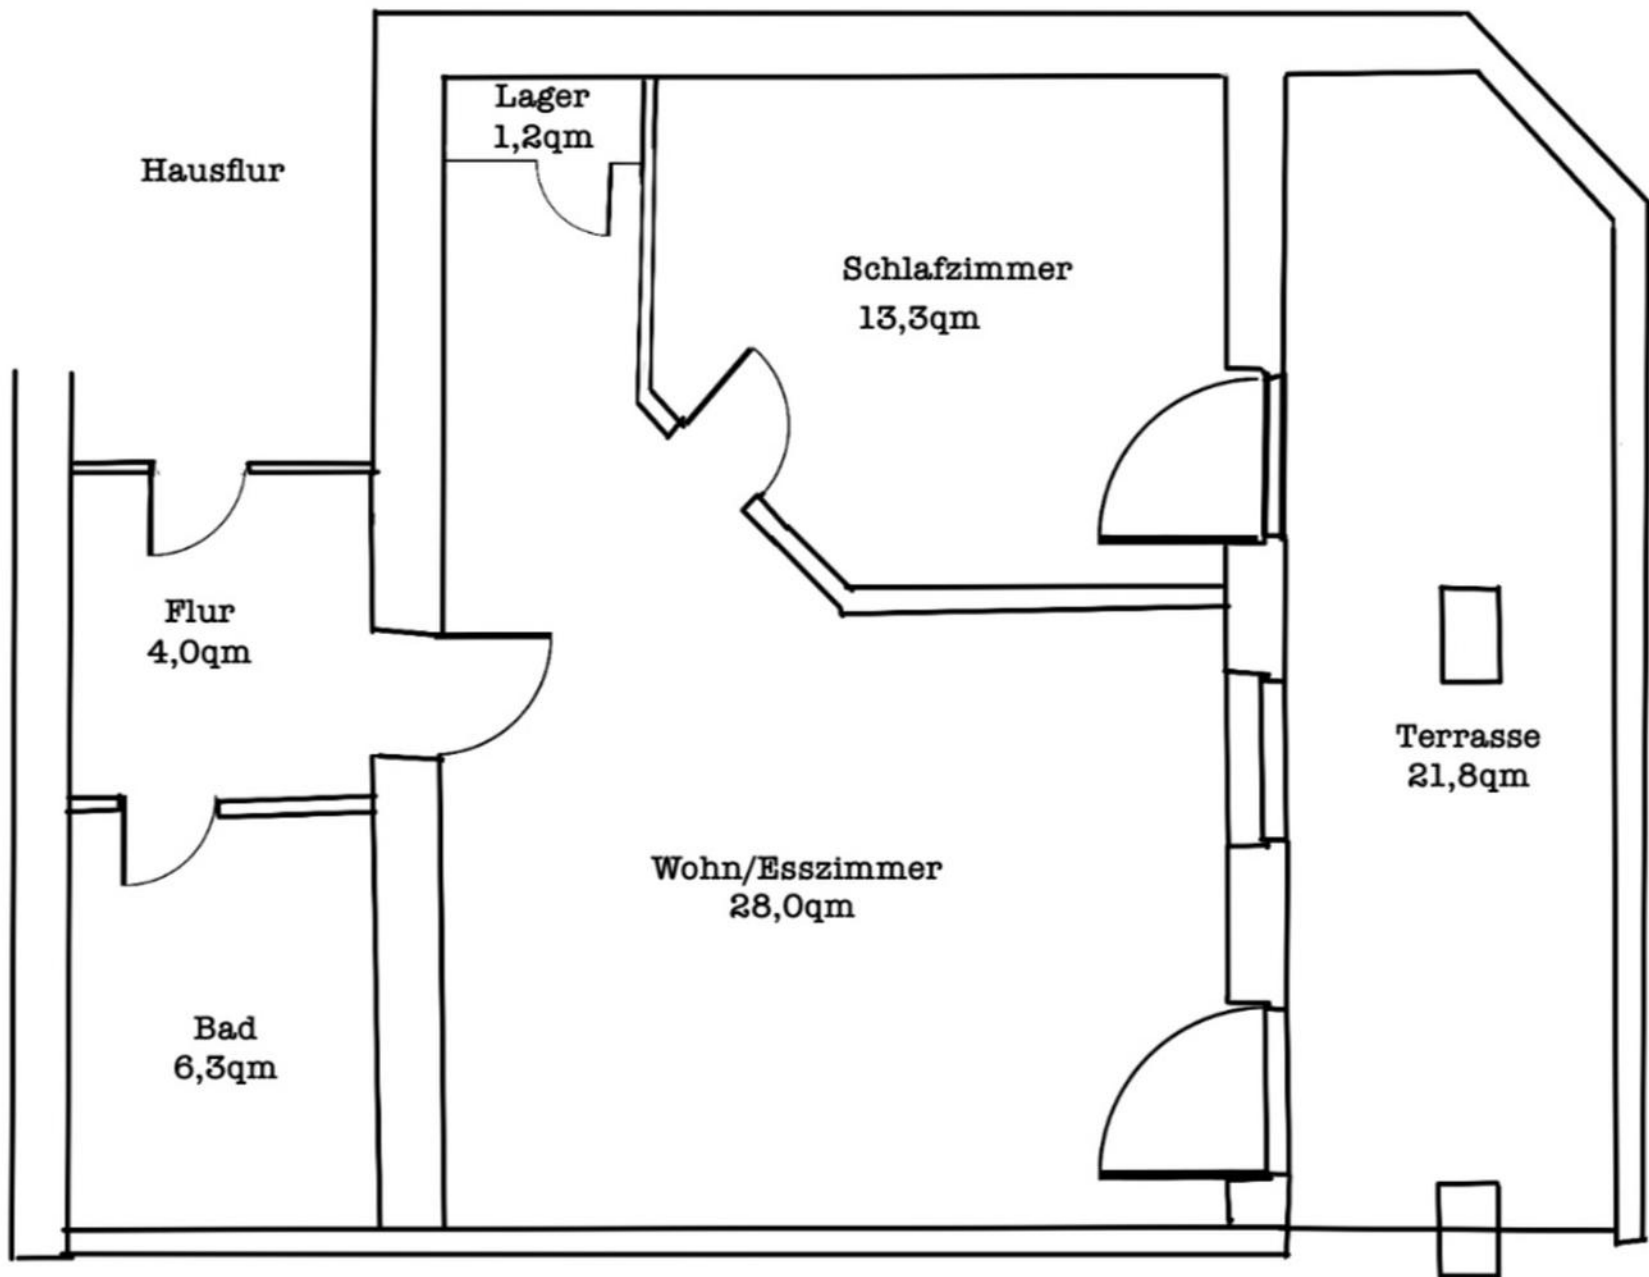 Lager
1,2qm
Hausflur
Schlafzimmer
13,3qm
Flur
4,0qm
Terrasse
21,8qm
Wohn/Esszimmer
28,0qm
Bad
6,3qm